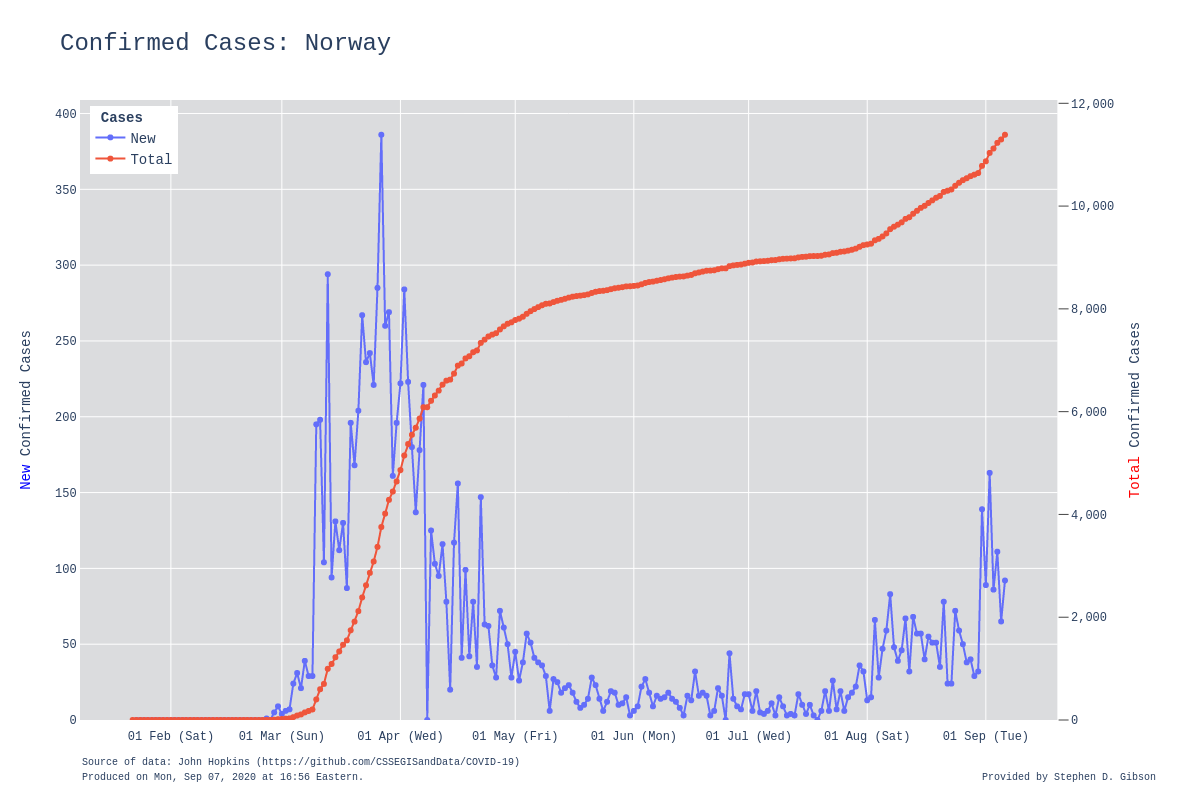 Confirmed Cases: Norway
Cases
New
Total
400
350
300
250
200
150
100
50
0
12,000
10,000
8,000
6,000
4,000
2,000
0
New Confirmed Cases
Total Confirmed Cases
01 Feb (Sat) 01 Mar (Sun) 01 Apr (Wed) 01 May (Fri) 01 Jun (Mon) 01 Jul (Wed) 01 Aug (Sat) 01 Sep (Tue)
Source of data: John Hopkins (https://github.com/CSSEGISandData/COVID-19)
Produced on Mon, Sep 07, 2020 at 16:56 Eastern.
Provided by Stephen D. Gibson